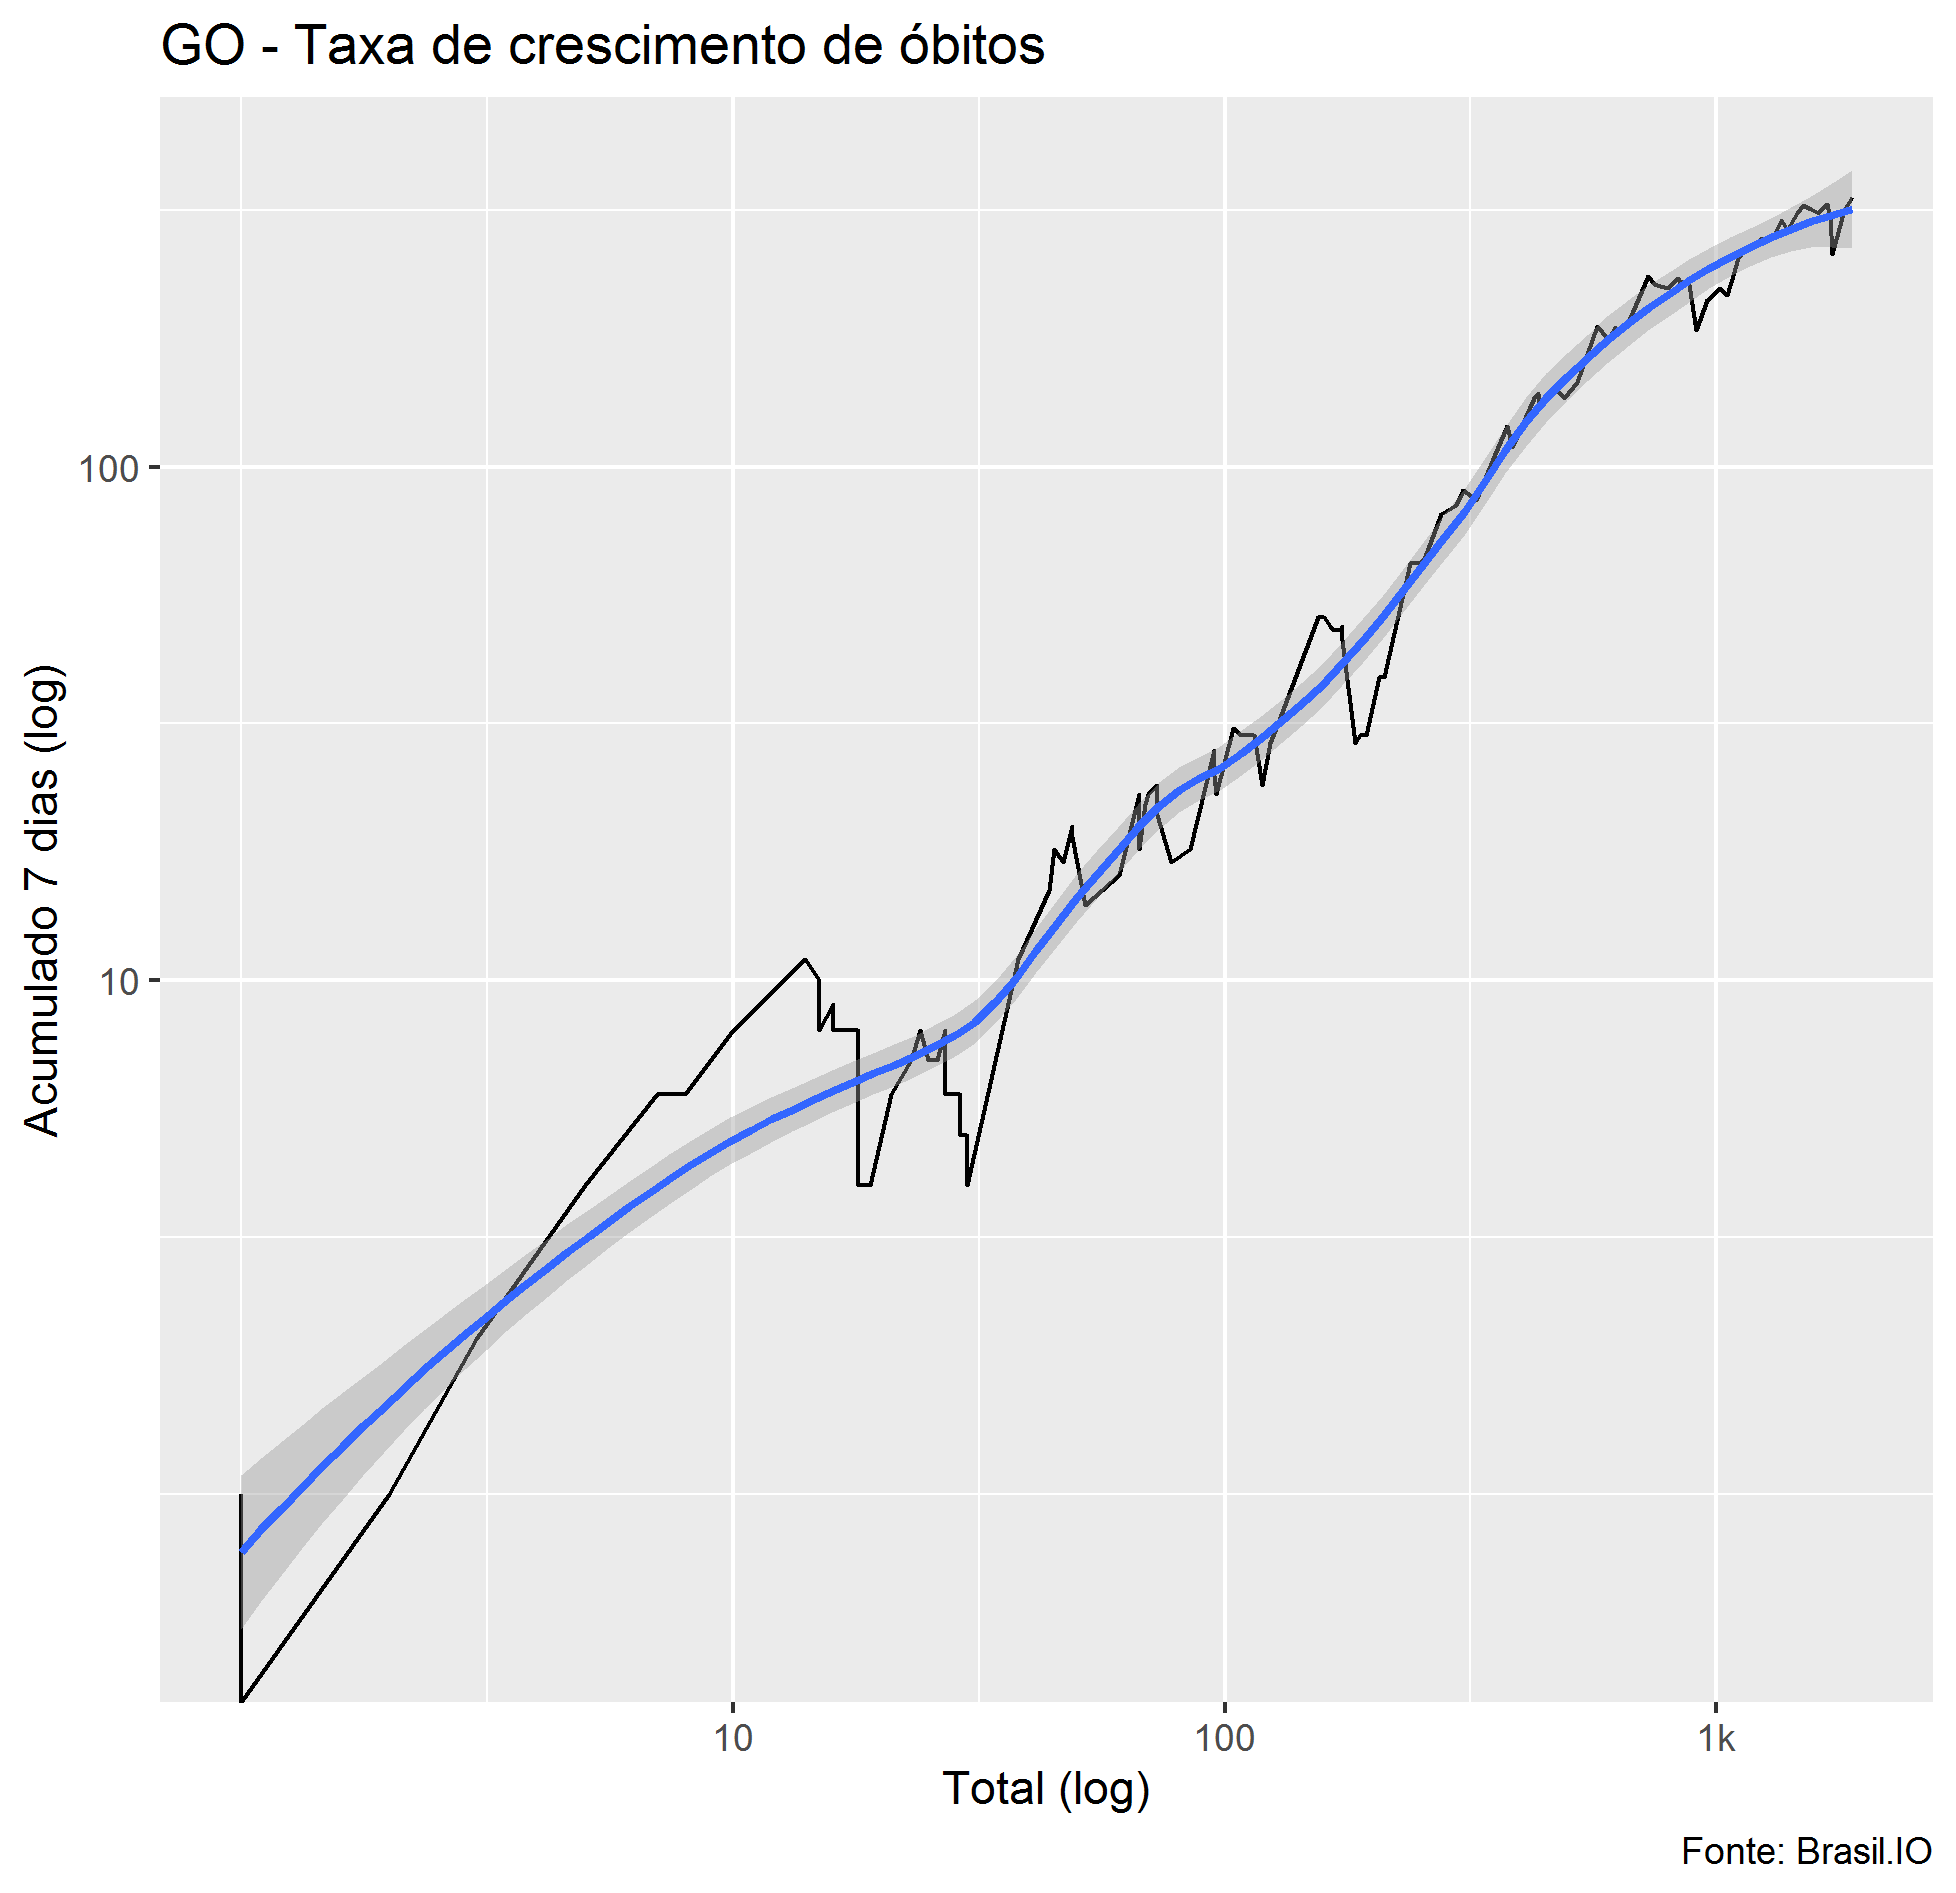 GO - Taxa de crescimento de óbitos
Acumulado 7 dias (log)
100
10
10
100
1k
Total (log)
Fonte: Brasil.IO